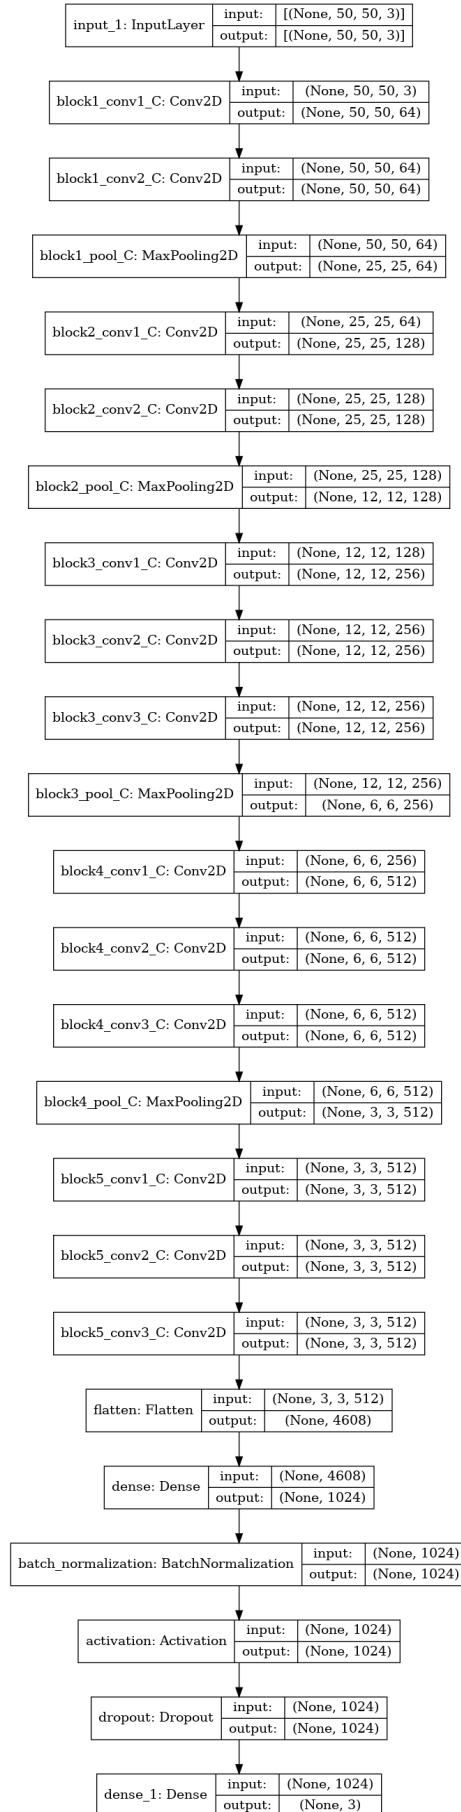 input_1: InputLayer input: [(None, 50, 50, 3)]
output: [(None, 50, 50, 3)]
block1_conv1_C: Conv2D input: (None, 50, 50, 3)
output: (None, 50, 50, 64)
block1_conv2_C: Conv2D input: (None, 50, 50, 64)
output: (None, 50, 50, 64)
block1_pool_C: MaxPooling2D input: (None, 50, 50, 64)
output: (None, 25, 25, 64)
block2_conv1_C: Conv2D input: (None, 25, 25, 64)
output: (None, 25, 25, 128)
block2_conv2_C: Conv2D input: (None, 25, 25, 128)
output: (None, 25, 25, 128)
block2_pool_C: MaxPooling2D input: (None, 25, 25, 128)
output: (None, 12, 12, 128)
block3_conv1_C: Conv2D input: (None, 12, 12, 128)
output: (None, 12, 12, 256)
block3_conv2_C: Conv2D input: (None, 12, 12, 256)
output: (None, 12, 12, 256)
block3_conv3_C: Conv2D input: (None, 12, 12, 256)
output: (None, 12, 12, 256)
block3_pool_C: MaxPooling2D input: (None, 12, 12, 256)
output: (None, 6, 6, 256)
block4_conv1_C: Conv2D input: (None, 6, 6, 256)
output: (None, 6, 6, 512)
block4_conv2_C: Conv2D input: (None, 6, 6, 512)
output: (None, 6, 6, 512)
block4_conv3_C: Conv2D input: (None, 6, 6, 512)
output: (None, 6, 6, 512)
block4_pool_C: MaxPooling2D input: (None, 6, 6, 512)
output: (None, 3, 3, 512)
block5_conv1_C: Conv2D input: (None, 3, 3, 512)
output: (None, 3, 3, 512)
block5_conv2_C: Conv2D input: (None, 3, 3, 512)
output: (None, 3, 3, 512)
block5_conv3_C: Conv2D input: (None, 3, 3, 512)
output: (None, 3, 3, 512)
flatten: Flatten input: (None, 3, 3, 512)
output: (None, 4608)
dense: Dense input: (None, 4608)
output: (None, 1024)
batch_normalization: BatchNormalization input: (None, 1024)
output: (None, 1024)
activation: Activation input: (None, 1024)
output: (None, 1024)
dropout: Dropout input: (None, 1024)
output: (None, 1024)
dense_1: Dense input: (None, 1024)
output: (None, 3)